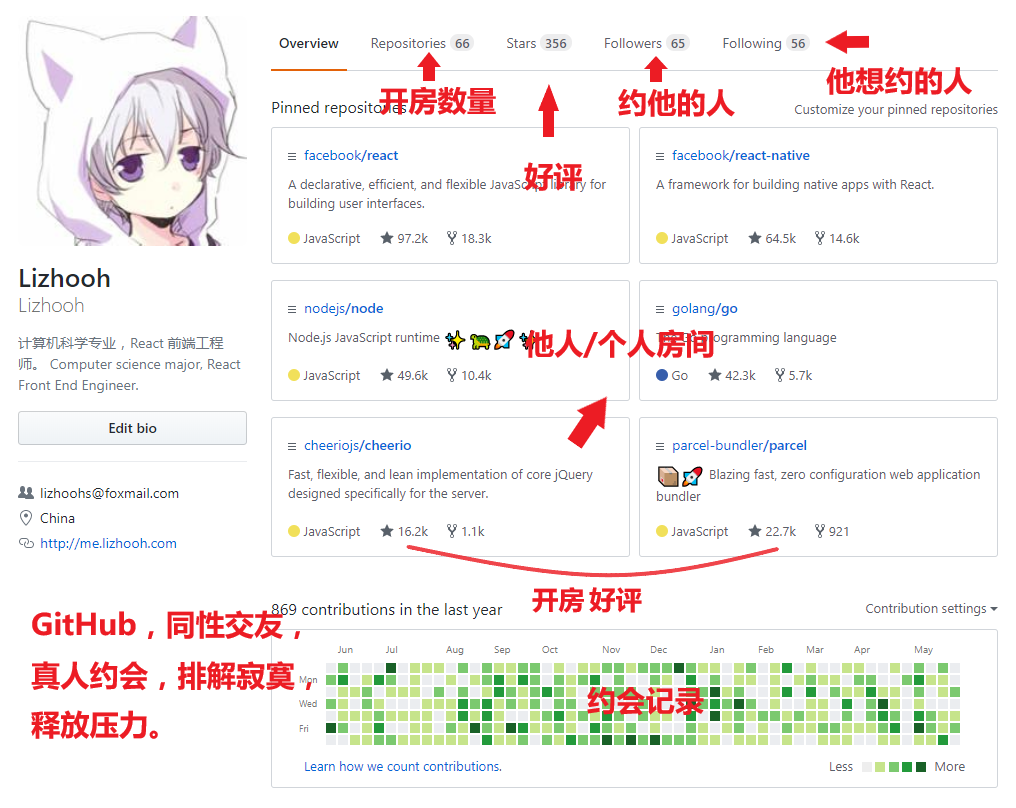 Overview Repositories 66 Stars 356 Followers 65 Following 56
开房数量
好评
约他的人
他想约的人
Pinned repositories
Customize your pinned repositories
facebook/react
A declarative, efficient, and flexible JavaScript library for
building user interfaces.
JavaScript 97.2k 18.3k
facebook/react-native
A framework for building native apps with React.
JavaScript 64.5k 14.6k
Lizhooh
Lizhooh
计算机科学专业，React 前端工程
师。 Computer science major, React
Front End Engineer.
Edit bio
lizhoohs@foxmail.com
China
http://me.lizhooh.com
nodejs/node
Node.js JavaScript runtime
JavaScript 49.6k 10.4k
golang/go
The Go programming language
Go 42.3k 5.7k
他人/个人房间
cheeriojs/cheerio
Fast, flexible, and lean implementation of core jQuery
designed specifically for the server.
JavaScript 16.2k 1.1k
parcel-bundler/parcel
Blazing fast, zero configuration web application
bundler
JavaScript 22.7k 921
开房 好评
869 contributions in the last year
Contribution settings
GitHub，同性交友，
真人约会，排解寂寞，
释放压力。
Jun Jul Aug Sep Oct Nov Dec Jan Feb Mar Apr May
Mon
Wed
Fri
约会记录
Learn how we count contributions.
Less More